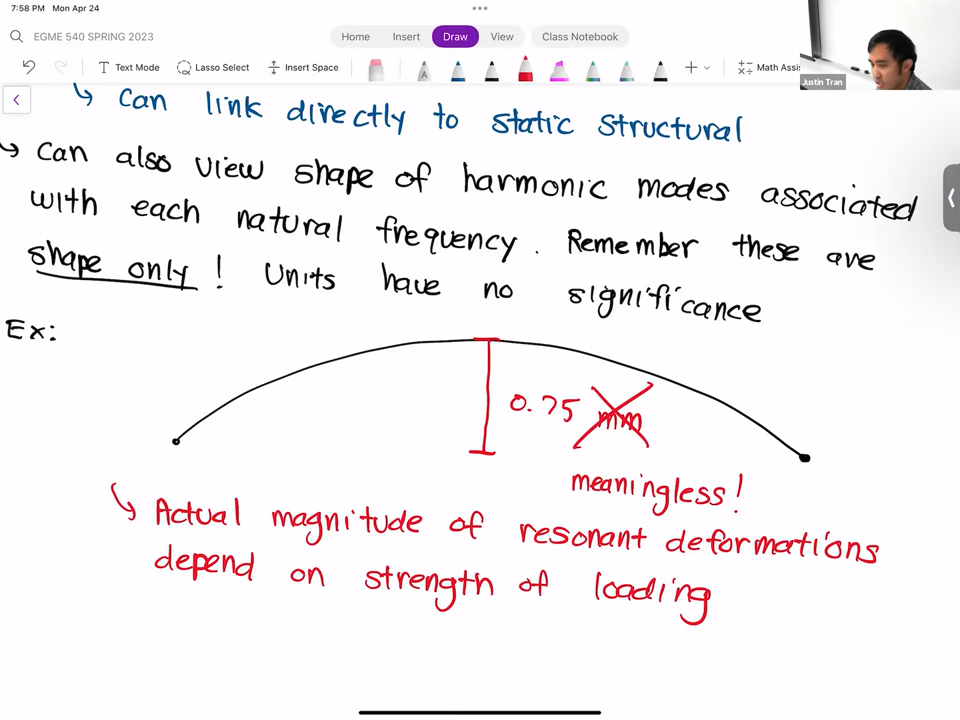 7:58 PM Mon Apr 24
EGME 540 SPRING 2023
Home Insert Draw View Class Notebook
Text Mode Lasso Select Insert Space Math Assis
Justin Tran
↳ Can link directly to static structural
↳ Can also view shape of harmonic modes associated
with each natural frequency. Remember these are
shape only! Units have no significance
Ex:
0.75 mm
meaningless!
↳ Actual magnitude of resonant deformations
depend on strength of loading